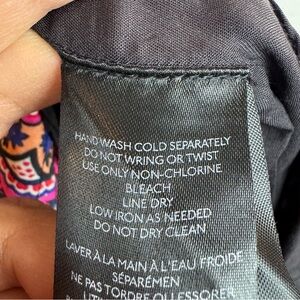 HAND WASH COLD SEPARATELY
DO NOT WRING OR TWIST
USE ONLY NON-CHLORINE
BLEACH
LINE DRY
LOW IRON AS NEEDED
DO NOT DRY CLEAN
LAVER À LA MAIN À L'EAU FROIDE
SÉPARÉMEN
NE PAS TORDRE OU ESSORER